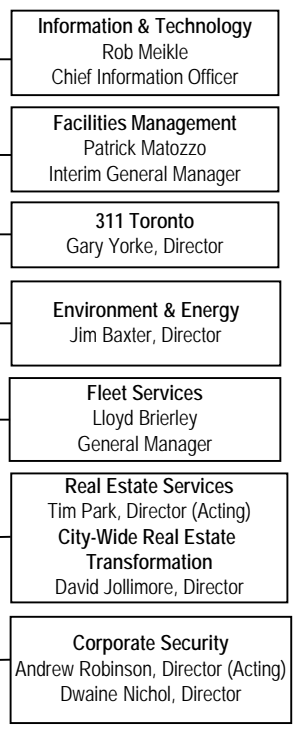 Information & Technology
Rob Meikle
Chief Information Officer
Facilities Management
Patrick Matozzo
Interim General Manager
311 Toronto
Gary Yorke, Director
Environment & Energy
Jim Baxter, Director
Fleet Services
Lloyd Brierley
General Manager
Real Estate Services
Tim Park, Director (Acting)
City-Wide Real Estate
Transformation
David Jollimore, Director
Corporate Security
Andrew Robinson, Director (Acting)
Dwaine Nichol, Director